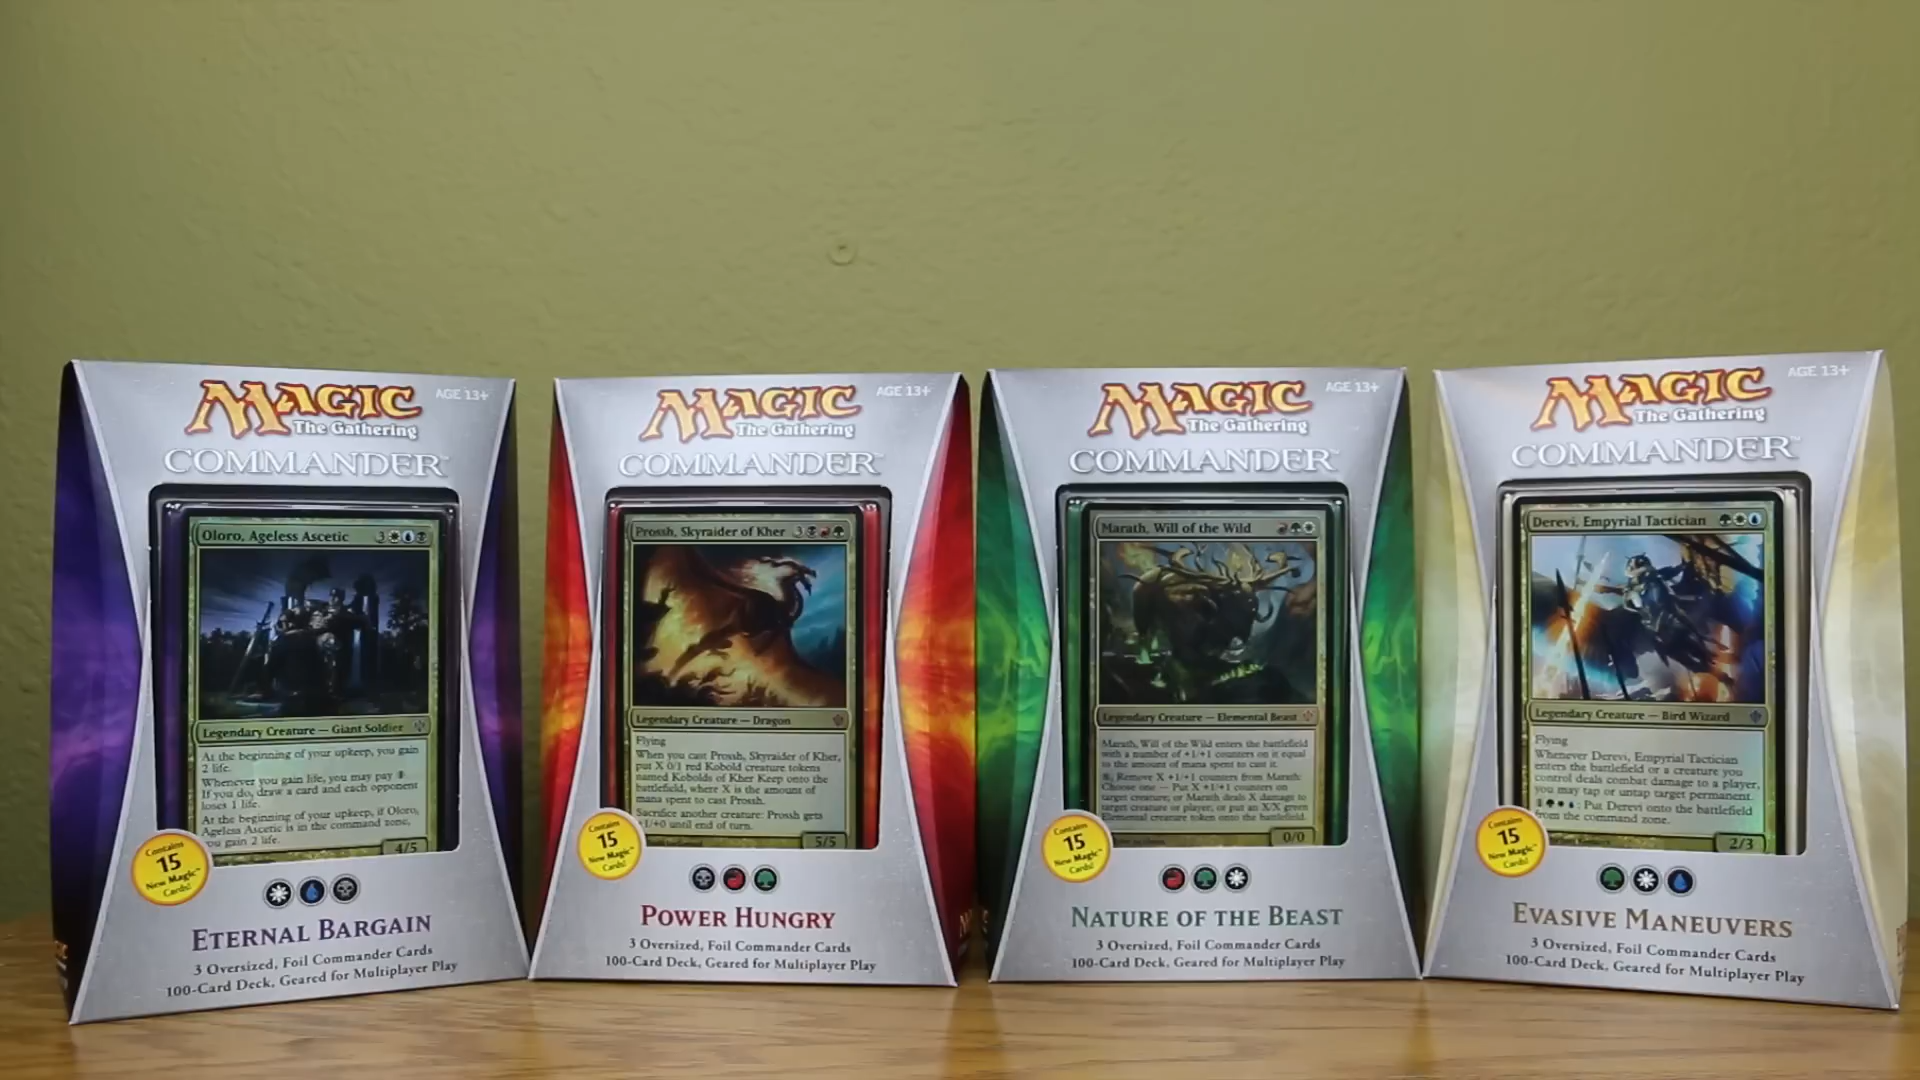 MAGIC
The Gathering
AGE 13+
COMMANDER™
Oloro, Ageless Ascetic 3
Legendary Creature — Giant Soldier
At the beginning of your upkeep, you gain
2 life.
Whenever you gain life, you may pay 1
If you do, draw a card and each opponent
loses 1 life.
At the beginning of your upkeep, if Oloro,
Ageless Ascetic is in the command zone,
you gain 2 life.
4/5
Contains
15
New Magic™
Cards!
ETERNAL BARGAIN
3 Oversized, Foil Commander Cards
100-Card Deck, Geared for Multiplayer Play
MAGIC
MAGIC
The Gathering
AGE 13+
COMMANDER™
Prossh, Skyraider of Kher 3
Legendary Creature — Dragon
Flying
When you cast Prossh, Skyraider of Kher,
put X 0/1 red Kobold creature tokens
named Kobolds of Kher Keep onto the
battlefield, where X is the amount of
mana spent to cast Prossh.
Sacrifice another creature: Prossh gets
+1/+0 until end of turn.
5/5
Contains
15
New Magic™
Cards!
POWER HUNGRY
3 Oversized, Foil Commander Cards
100-Card Deck, Geared for Multiplayer Play
MAGIC
The Gathering
AGE 13+
COMMANDER™
Marath, Will of the Wild
Legendary Creature — Elemental Beast
Marath, Will of the Wild enters the battlefield
with a number of +1/+1 counters on it equal
to the amount of mana spent to cast it.
X, Remove X +1/+1 counters from Marath:
Choose one — Put X +1/+1 counters on
target creature; or Marath deals X damage to
target creature or player; or put an X/X green
Elemental creature token onto the battlefield.
0/0
Contains
15
New Magic™
Cards!
NATURE OF THE BEAST
3 Oversized, Foil Commander Cards
100-Card Deck, Geared for Multiplayer Play
MAGIC
The Gathering
AGE 13+
COMMANDER™
Derevi, Empyrial Tactician
Legendary Creature — Bird Wizard
Flying
Whenever Derevi, Empyrial Tactician
enters the battlefield or a creature you
control deals combat damage to a player,
you may tap or untap target permanent.
: Put Derevi onto the battlefield
from the command zone.
2/3
Contains
15
New Magic™
Cards!
EVASIVE MANEUVERS
3 Oversized, Foil Commander Cards
100-Card Deck, Geared for Multiplayer Play